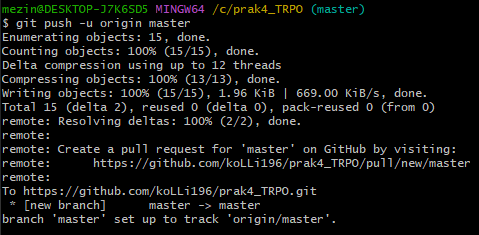 mezin@DESKTOP-J7K6SD5 MINGW64 /c/prak4_TRPO (master)
$ git push -u origin master
Enumerating objects: 15, done.
Counting objects: 100% (15/15), done.
Delta compression using up to 12 threads
Compressing objects: 100% (13/13), done.
Writing objects: 100% (15/15), 1.96 KiB | 669.00 KiB/s, done.
Total 15 (delta 2), reused 0 (delta 0), pack-reused 0 (from 0)
remote: Resolving deltas: 100% (2/2), done.
remote:
remote: Create a pull request for 'master' on GitHub by visiting:
remote:      https://github.com/koLLi196/prak4_TRPO/pull/new/master
remote:
To https://github.com/koLLi196/prak4_TRPO.git
 * [new branch]      master -> master
branch 'master' set up to track 'origin/master'.